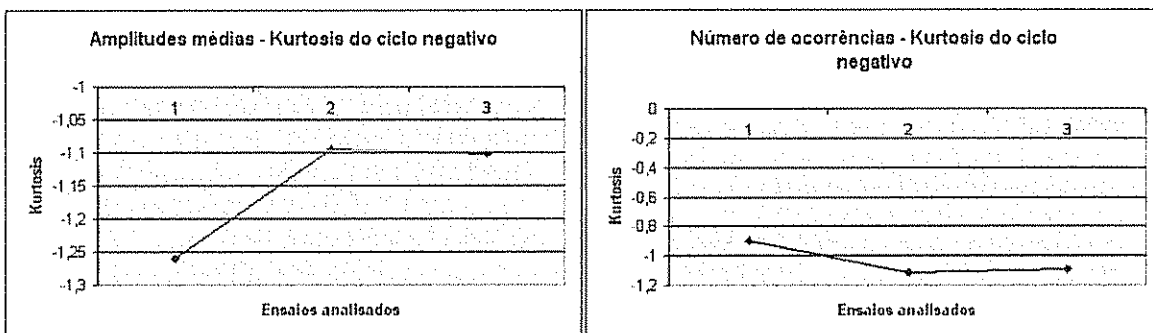 Amplitudes médias - Kurtosis do ciclo negativo
-1
-1,05
-1,1
-1,15
-1,2
-1,25
-1,3
1
2
3
Kurtosis
Ensaios analisados
Número de ocorrências - Kurtosis do ciclo
negativo
0
-0,2
-0,4
-0,6
-0,8
-1
-1,2
1
2
3
Kurtosis
Ensaios analisados